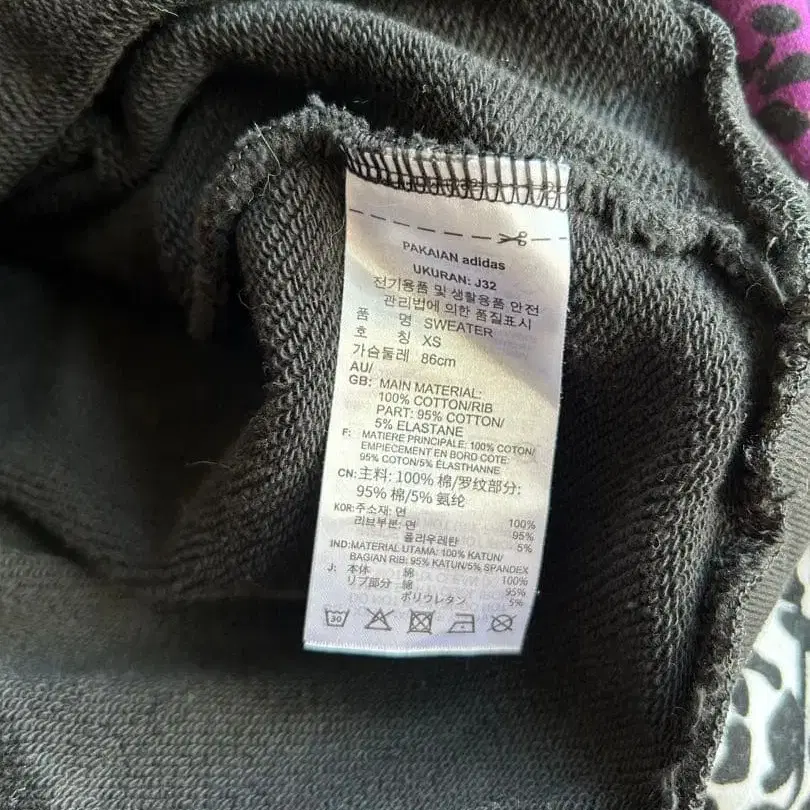 PAKAIAN adidas
UKURAN: J32
전기용품 및 생활용품 안전
관리법에 의한 품질표시
품 명 SWEATER
호 칭 XS
가슴둘레 86cm
AU/
GB: MAIN MATERIAL:
100% COTTON/RIB
PART: 95% COTTON/
5% ELASTANE
F: MATIERE PRINCIPALE: 100% COTON/
EMPIECEMENT EN BORD COTE:
95% COTON/5% ÉLASTHANNE
CN: 主料: 100% 棉/罗纹部分:
95% 棉/5% 氨纶
KOR: 주소재: 면 100%
리브부분: 면 95%
폴리우레탄 5%
IND: MATERIAL UTAMA: 100% KATUN/
BAGIAN RIB: 95% KATUN/5% SPANDEX
J: 本体 綿 100%
リブ部分 綿 95%
ポリウレタン 5%
30